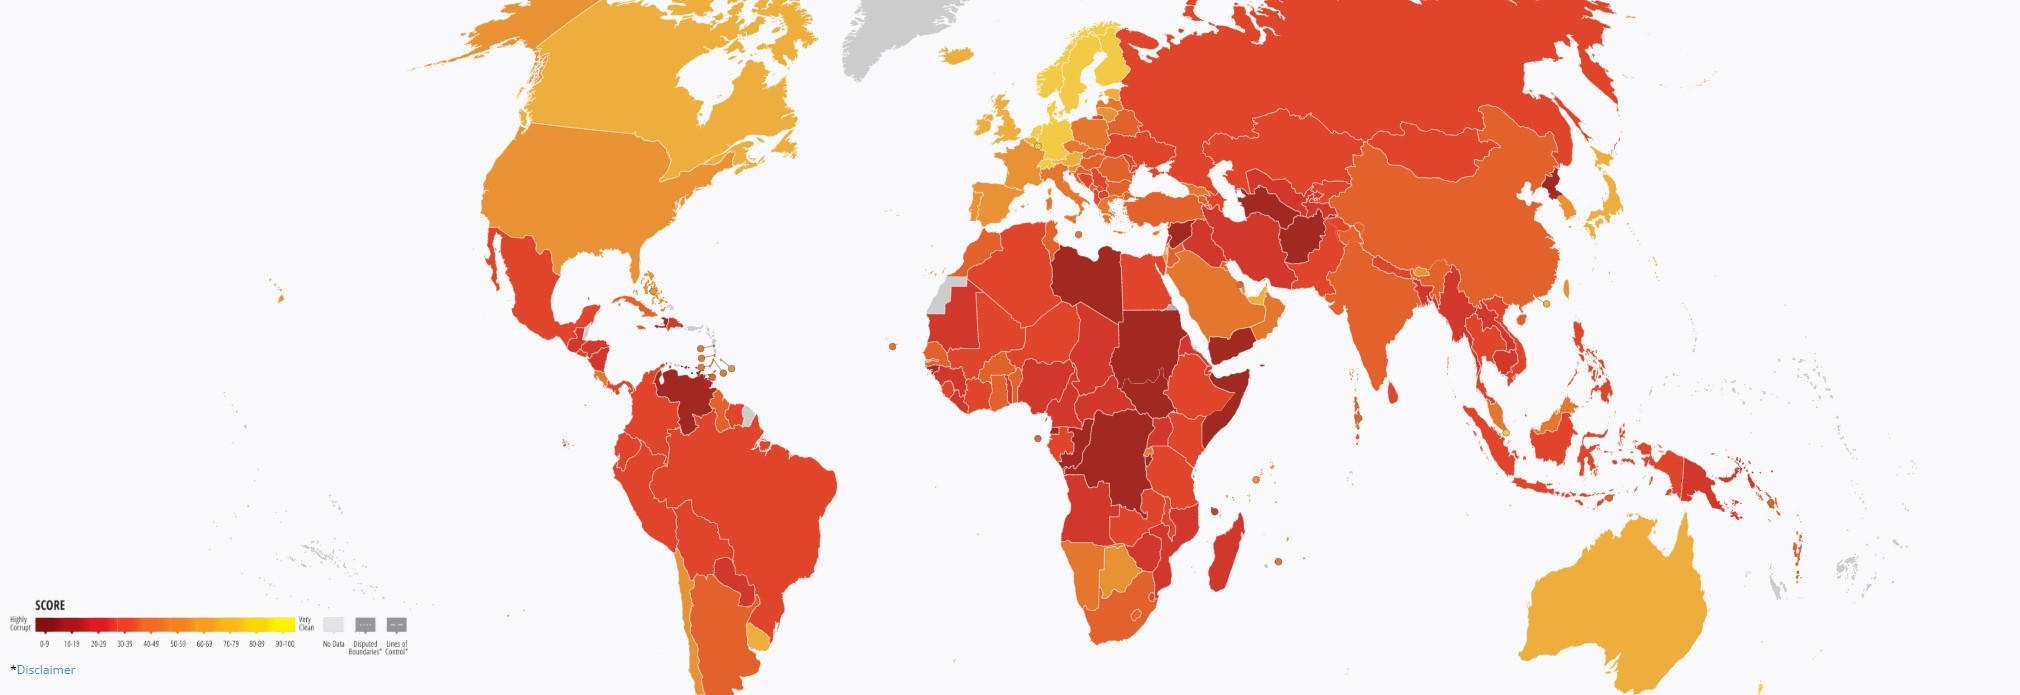 SCORE
Highly
Corrupt
Very
Clean
0-9 10-19 20-29 30-39 40-49 50-59 60-69 70-79 80-89 90-100
No Data
Disputed
Boundaries*
Lines of
Control*
*Disclaimer